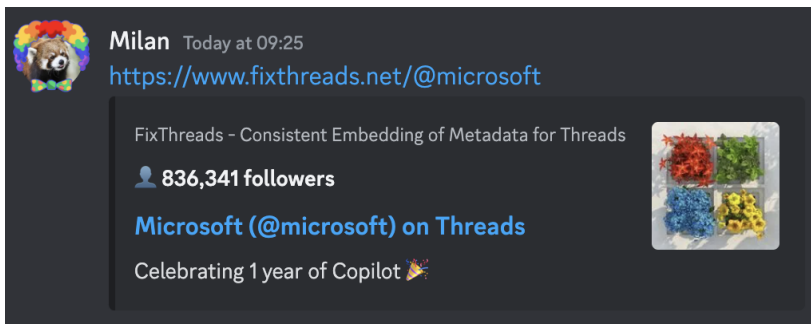 Milan Today at 09:25
https://www.fixthreads.net/@microsoft
FixThreads - Consistent Embedding of Metadata for Threads
👤 836,341 followers
Microsoft (@microsoft) on Threads
Celebrating 1 year of Copilot 🎉